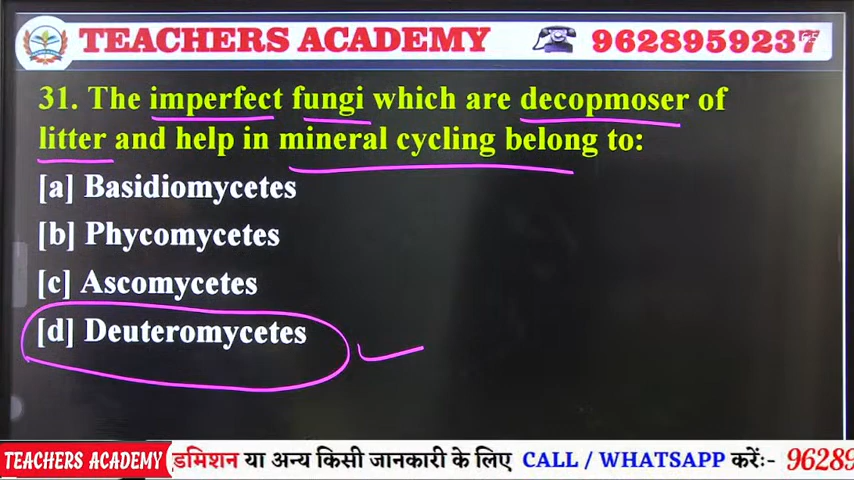 TEACHERS ACADEMY 9628959237
31. The imperfect fungi which are decopmoser of
litter and help in mineral cycling belong to:
[a] Basidiomycetes
[b] Phycomycetes
[c] Ascomycetes
[d] Deuteromycetes
TEACHERS ACADEMY डमिशन या अन्य किसी जानकारी के लिए CALL / WHATSAPP करेंः- 96289